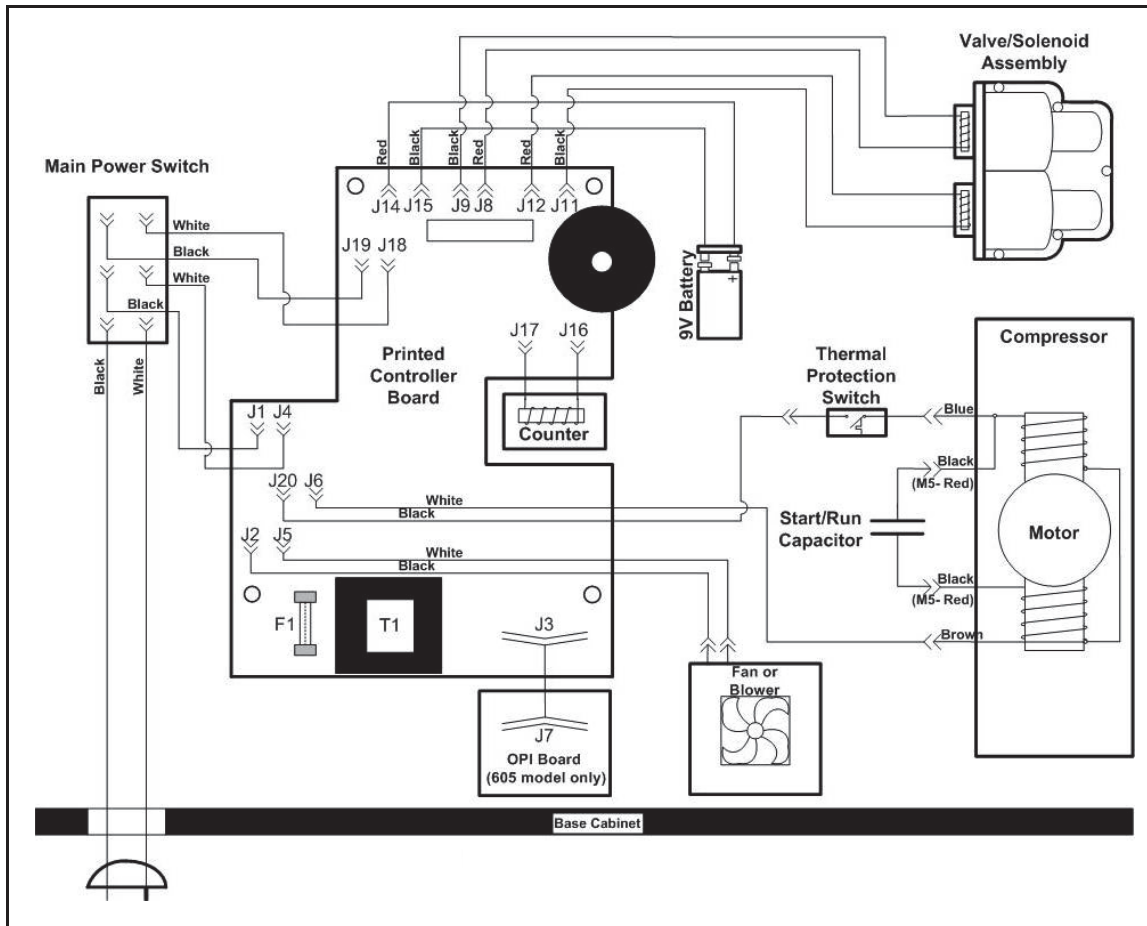 Valve/Solenoid
Assembly
Main Power Switch
Red
Black
Black
Red
Red
Black
J14
J15
J9
J8
J12
J11
White
Black
White
Black
J19
J18
9V Battery
+
Black
White
Printed
Controller
Board
J17
J16
Counter
Thermal
Protection
Switch
Compressor
Blue
Black
(M5- Red)
Start/Run
Capacitor
Motor
Black
(M5- Red)
Brown
J1
J4
J20
J6
White
Black
J2
J5
White
Black
F1
T1
J3
J7
OPI Board
(605 model only)
Fan or
Blower
Base Cabinet